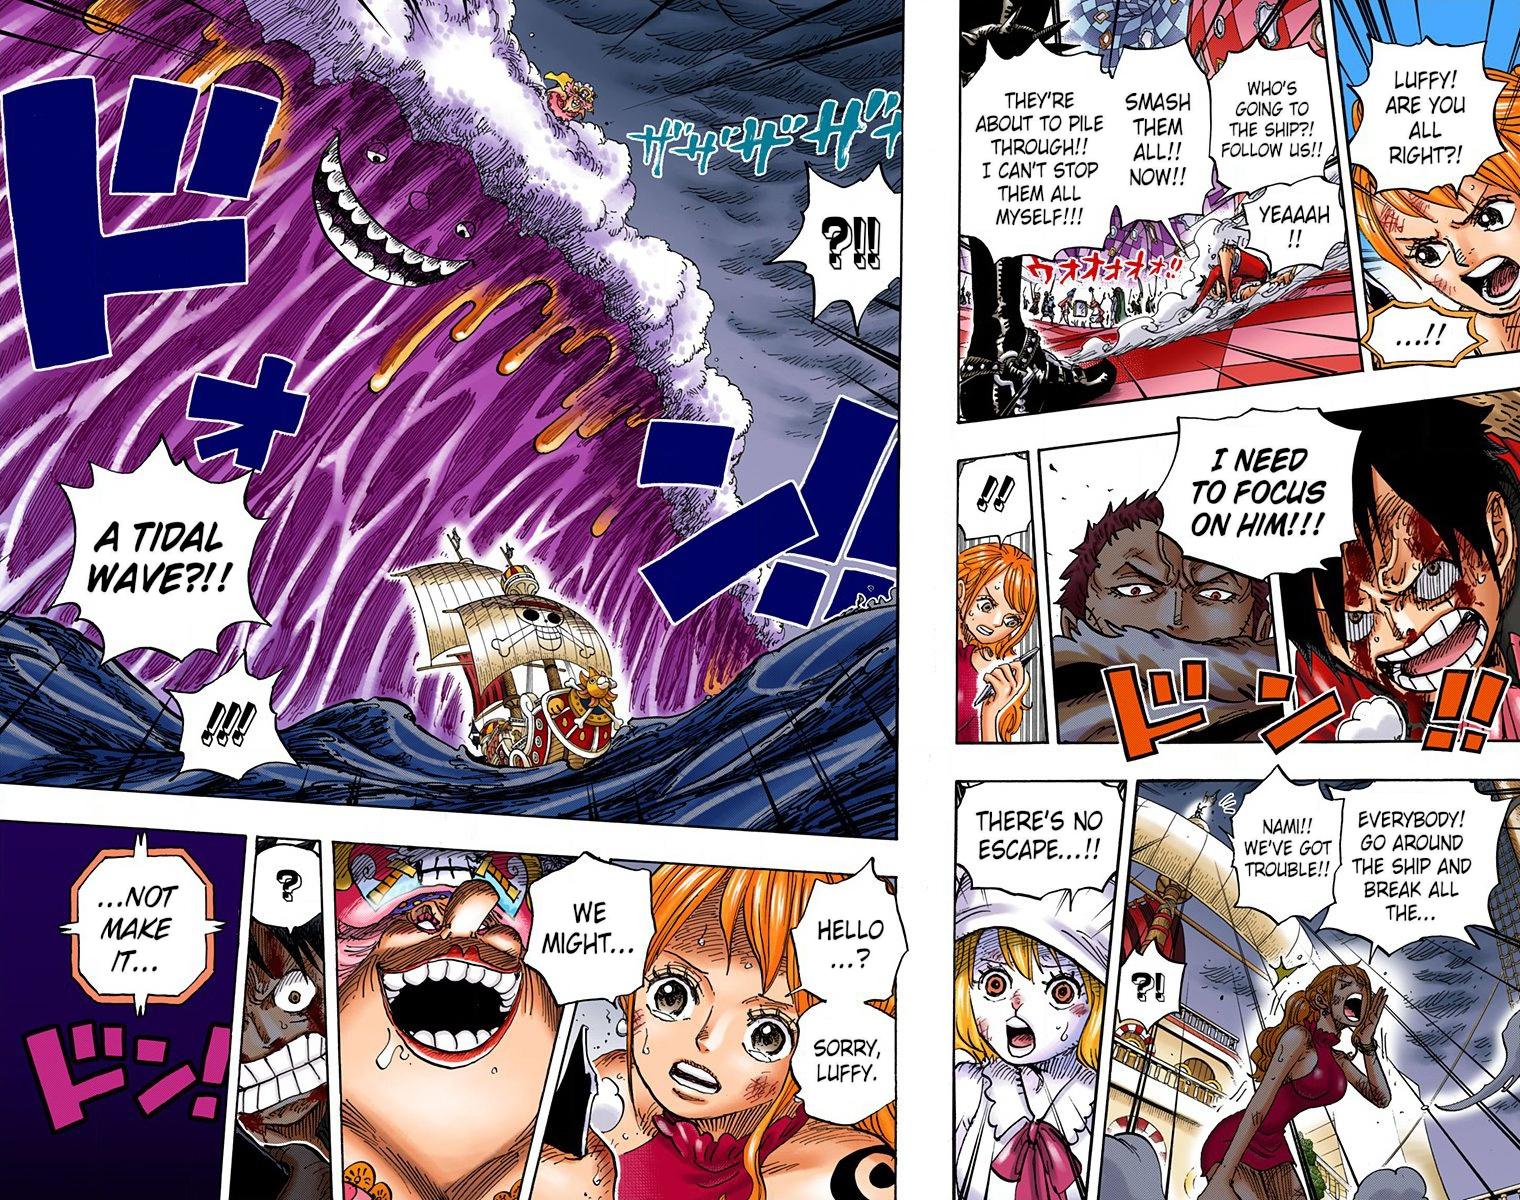 LUFFY!
ARE YOU
ALL
RIGHT?!
...!!
WHO'S
GOING TO
THE SHIP?!
FOLLOW US!!
YEAAAH
!!
SMASH
THEM
ALL!!
NOW!!
THEY'RE
ABOUT TO PILE
THROUGH!!
I CAN'T STOP
THEM ALL
MYSELF!!!
ウオオオオォ!!
I NEED
TO FOCUS
ON HIM!!!
ドン!!
!!
EVERYBODY!
GO AROUND
THE SHIP AND
BREAK ALL
THE...
NAMI!!
WE'VE GOT
TROUBLE!!
?!
THERE'S NO
ESCAPE...!!
ザザザザザ
?!!
ドォン!!
A TIDAL
WAVE?!!
!!!
HELLO
...?
SORRY,
LUFFY.
WE
MIGHT...
?
...NOT
MAKE
IT...
ドン!